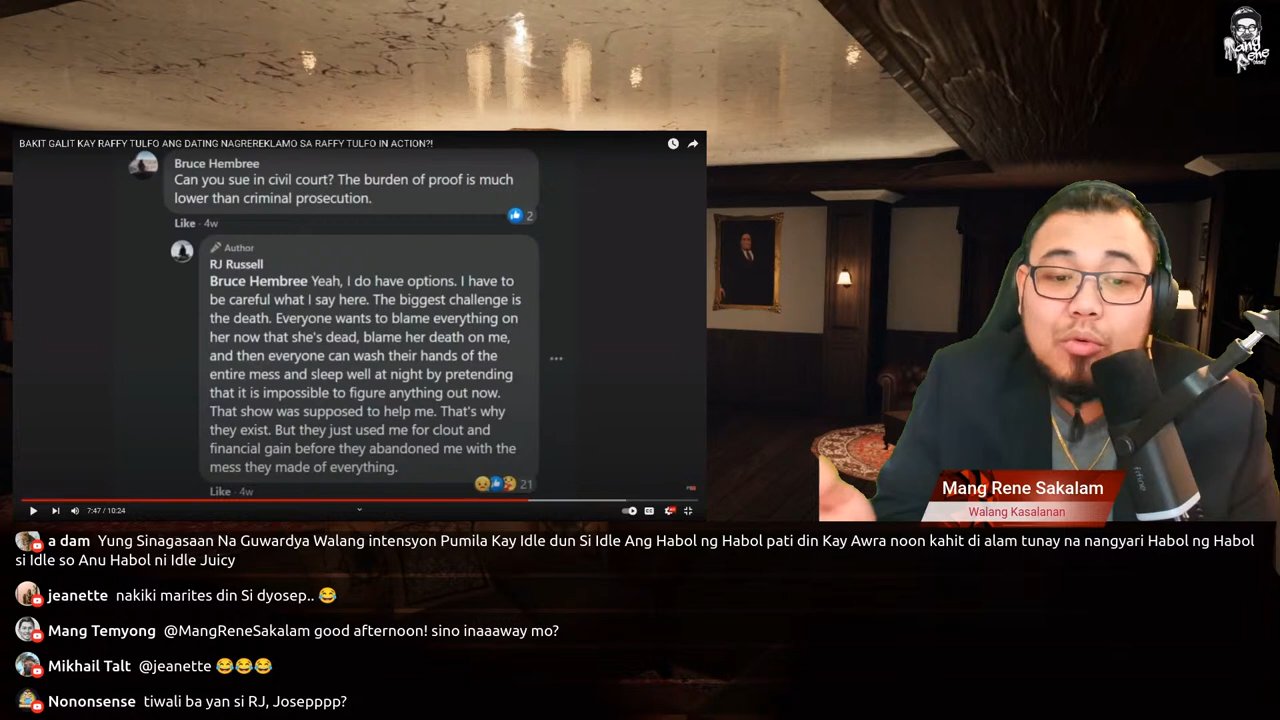 Mang Rene
BAKIT GALIT KAY RAFFY TULFO ANG DATING NAGREREKLAMO SA RAFFY TULFO IN ACTION?!
Bruce Hembree
Can you sue in civil court? The burden of proof is much
lower than criminal prosecution.
2
Like · 4w
Author
RJ Russell
Bruce Hembree Yeah, I do have options. I have to
be careful what I say here. The biggest challenge is
the death. Everyone wants to blame everything on
her now that she's dead, blame her death on me,
and then everyone can wash their hands of the
entire mess and sleep well at night by pretending
that it is impossible to figure anything out now.
That show was supposed to help me. That's why
they exist. But they just used me for clout and
financial gain before they abandoned me with the
mess they made of everything.
21
Like · 4w
7:47 / 10:24
fifine
Mang Rene Sakalam
Walang Kasalanan
a dam Yung Sinagasaan Na Guwardya Walang intensyon Pumila Kay Idle dun Si Idle Ang Habol ng Habol pati din Kay Awra noon kahit di alam tunay na nangyari Habol ng Habol
si Idle so Anu Habol ni Idle Juicy
jeanette nakiki marites din Si dyosep.. 😂
Mang Temyong @MangReneSakalam good afternoon! sino inaaaway mo?
Mikhail Talt @jeanette 😂😂😂
Nononsense tiwali ba yan si RJ, Josepppp?